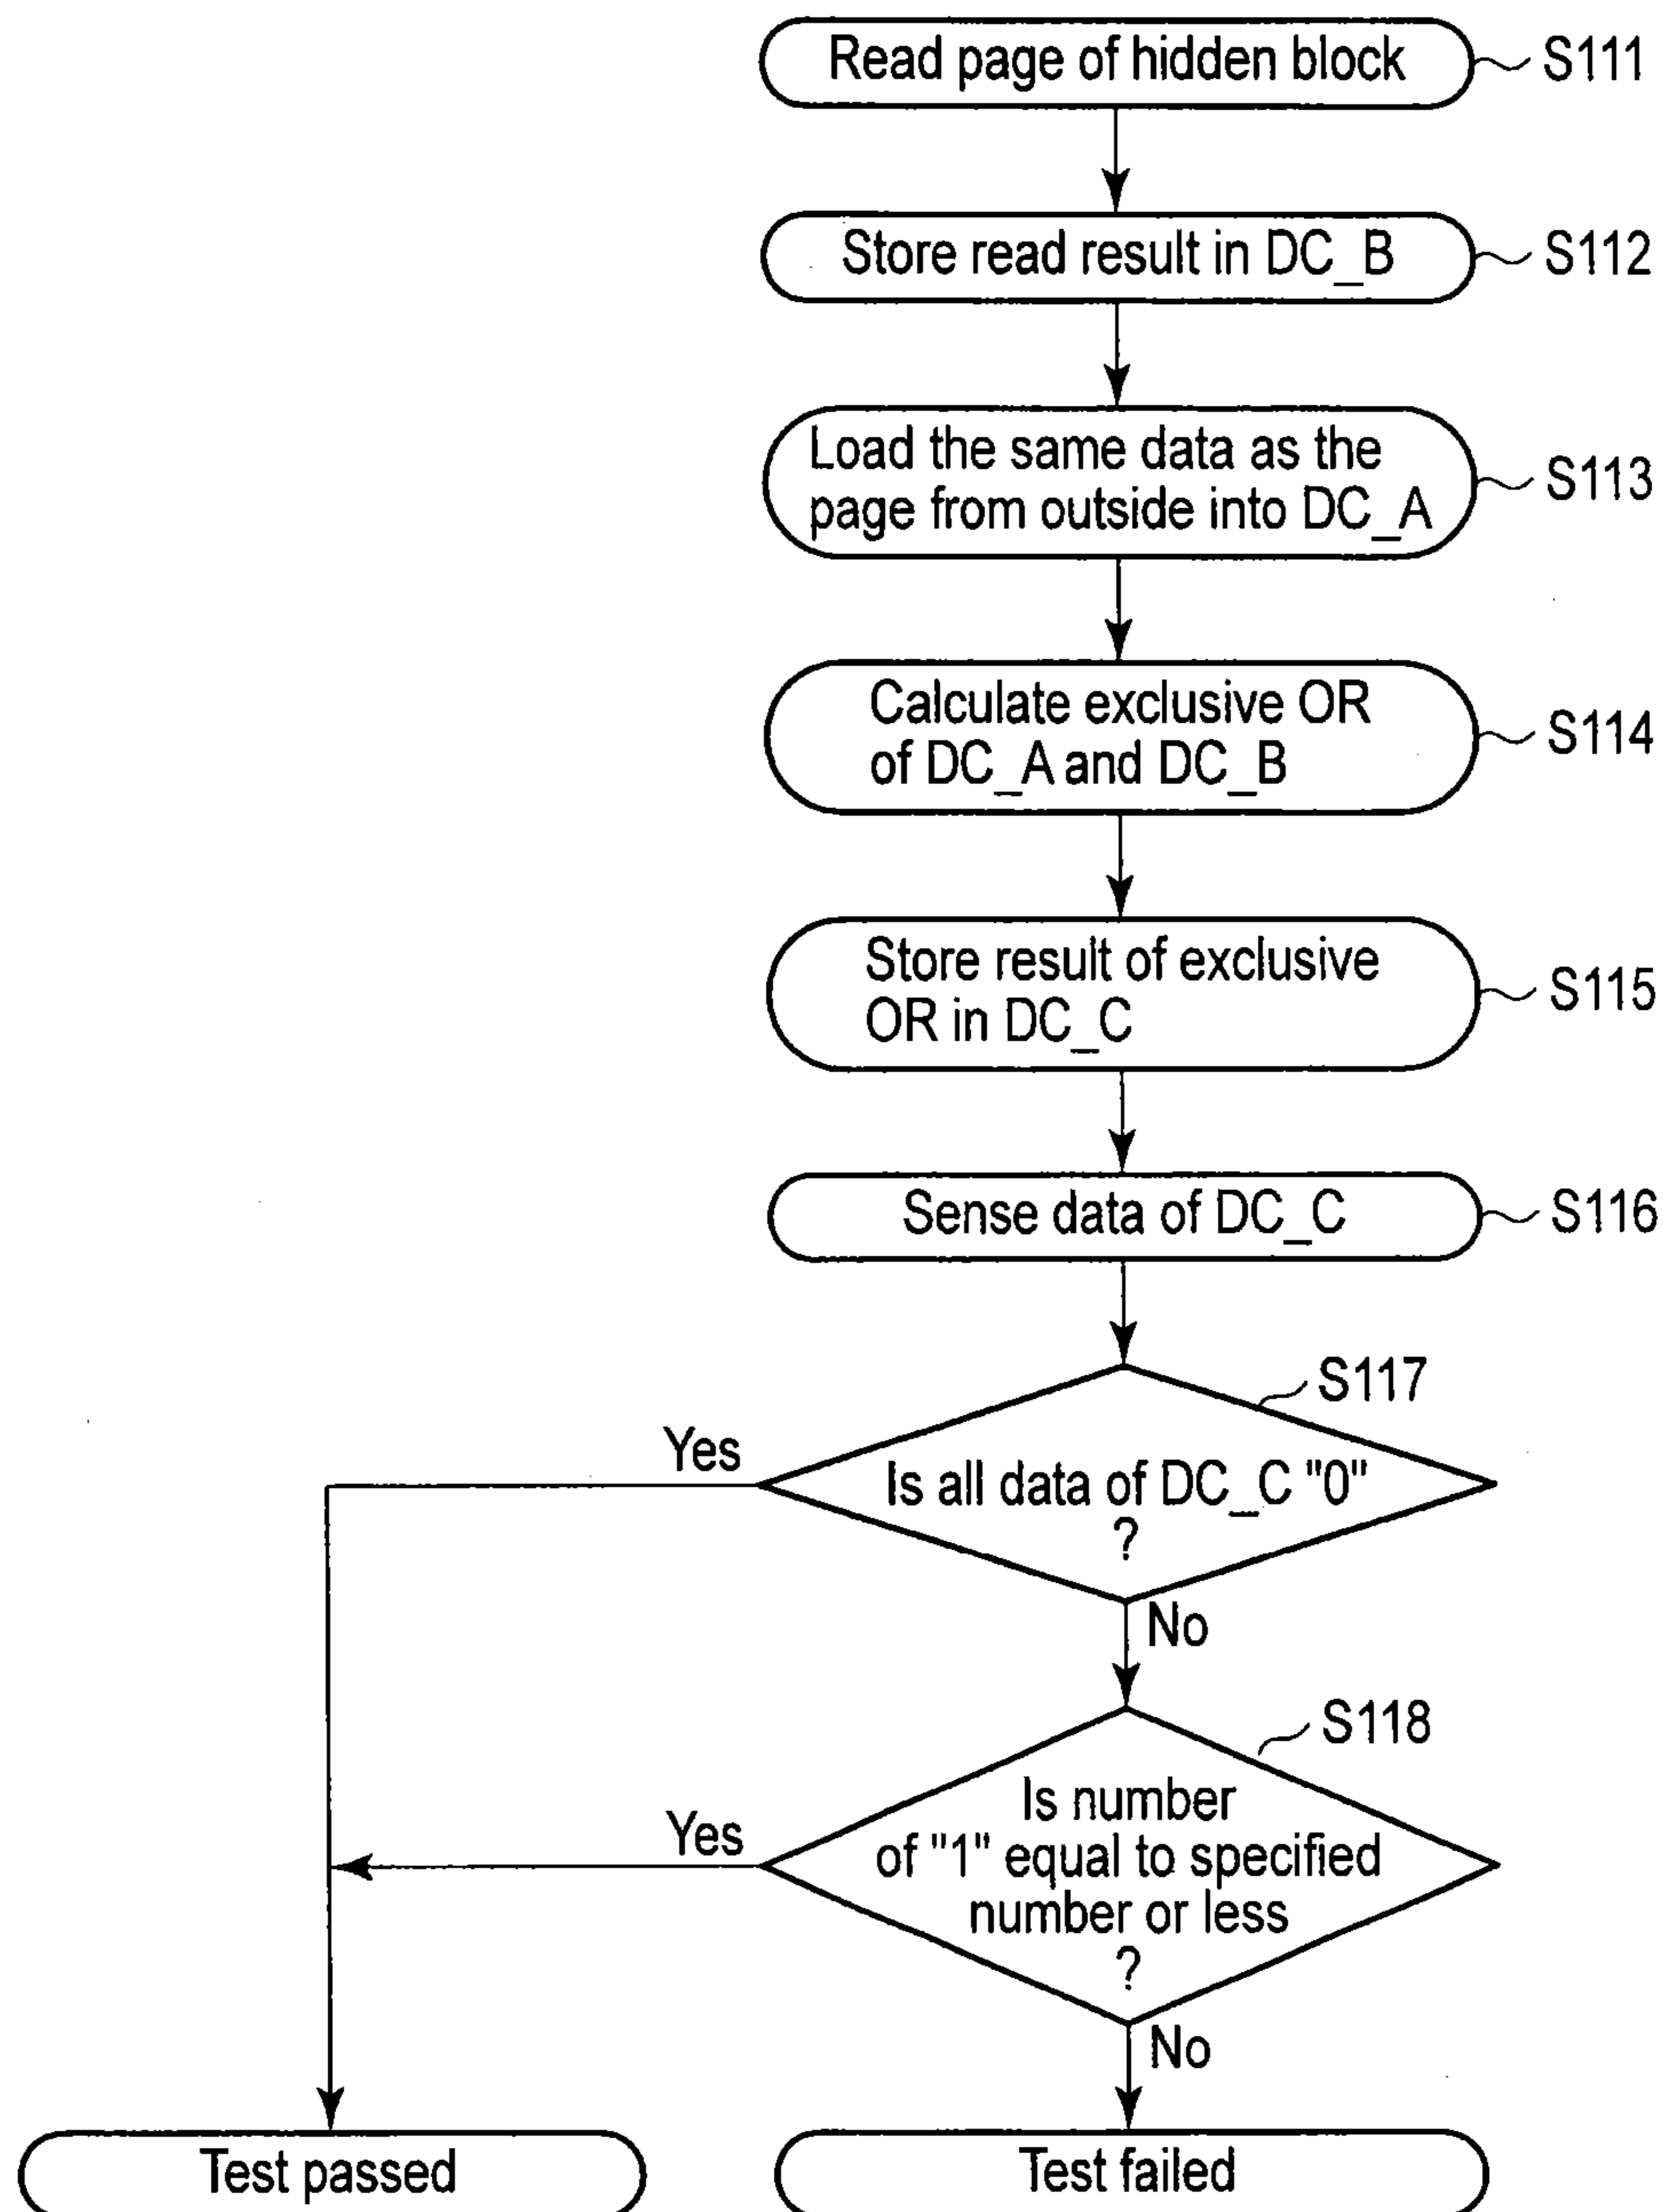 Read page of hidden block
S111
Store read result in DC_B
S112
Load the same data as the
page from outside into DC_A
S113
Calculate exclusive OR
of DC_A and DC_B
S114
Store result of exclusive
OR in DC_C
S115
Sense data of DC_C
S116
S117
Yes
Is all data of DC_C "0"
?
No
S118
Yes
Is number
of "1" equal to specified
number or less
?
No
Test passed
Test failed